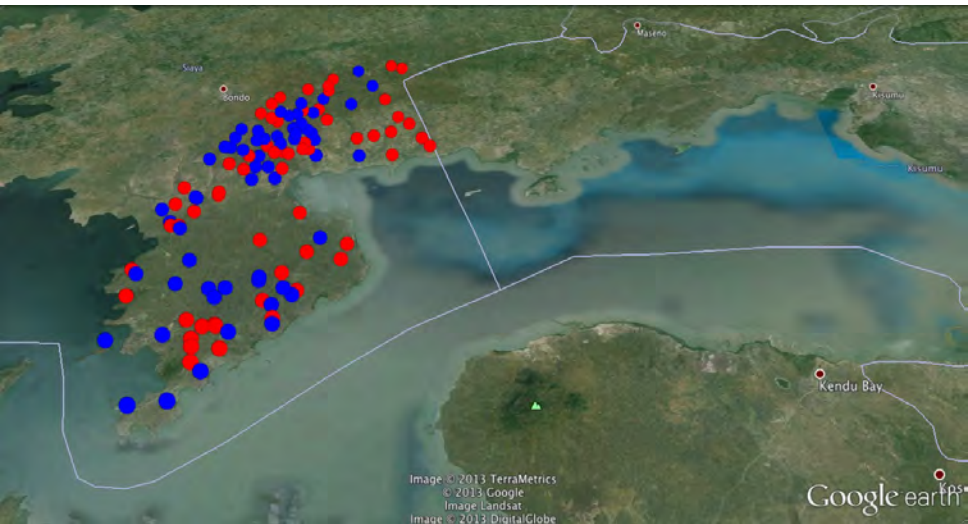 Maseno
Siaya
Bondo
Kisumu
Kisumu
Kendu Bay
Kos
Image © 2013 TerraMetrics
© 2013 Google
Image Landsat
Image © 2013 DigitalGlobe
Google earth